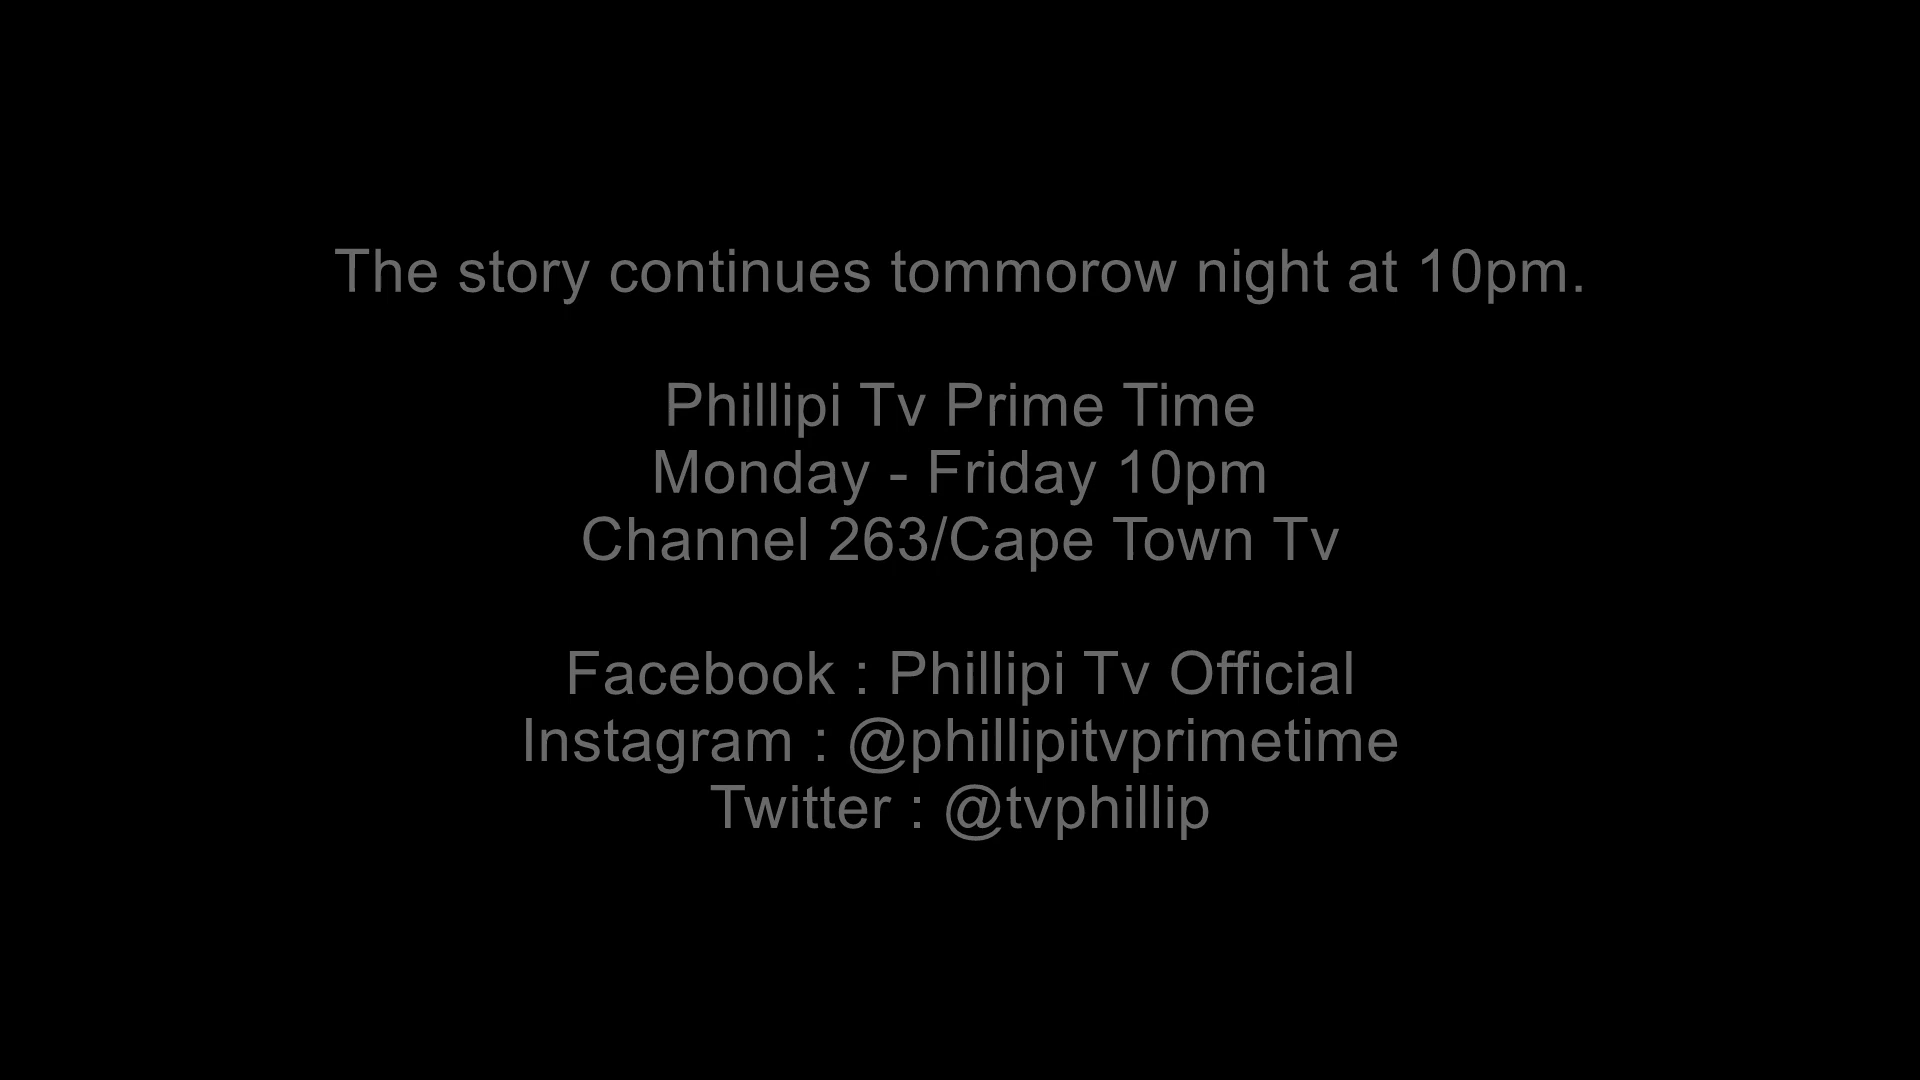 The story continues tommorow night at 10pm.
Phillipi Tv Prime Time
Monday - Friday 10pm
Channel 263/Cape Town Tv
Facebook : Phillipi Tv Official
Instagram : @phillipitvprimetime
Twitter : @tvphillip